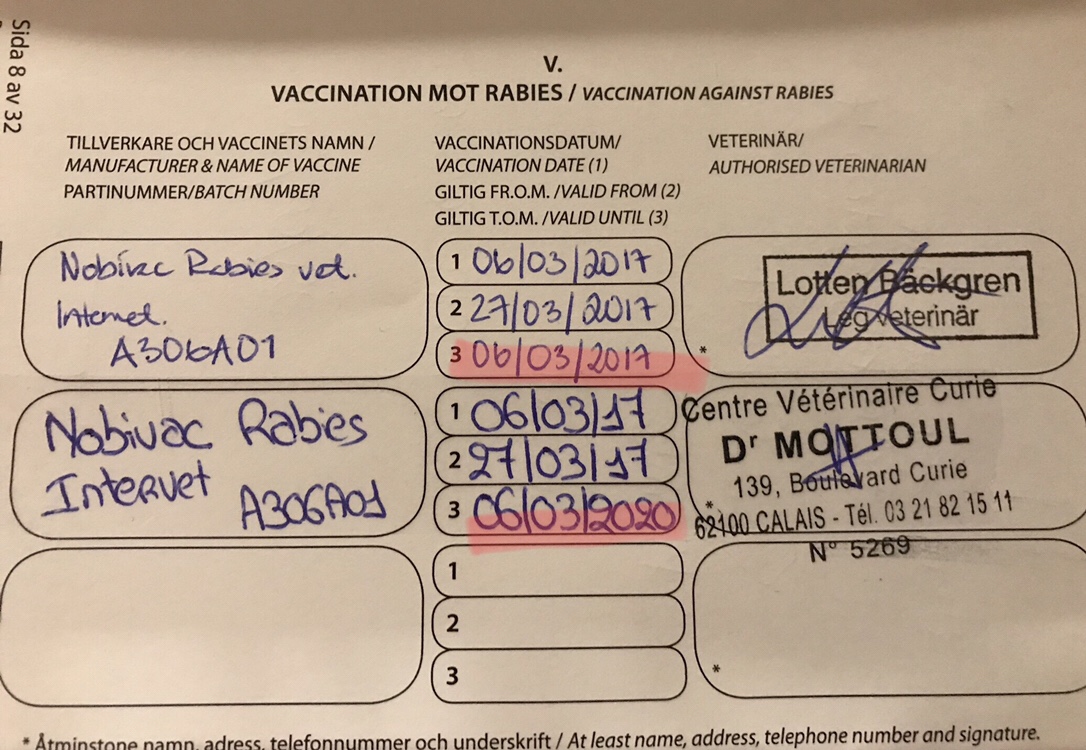 Sida 8 av 32
V.
VACCINATION MOT RABIES / VACCINATION AGAINST RABIES
TILLVERKARE OCH VACCINETS NAMN /
MANUFACTURER & NAME OF VACCINE
PARTINUMMER/BATCH NUMBER
VACCINATIONSDATUM/
VACCINATION DATE (1)
GILTIG FR.O.M. /VALID FROM (2)
GILTIG T.O.M. /VALID UNTIL (3)
VETERINÄR/
AUTHORISED VETERINARIAN
Nobivac Rabies vet.
Intervet.
A306A01
1 06/03/2017
2 27/03/2017
3 06/03/2017
Lotten Bäckgren
Leg veterinär
*
Nobivac Rabies
Intervet A306A01
1 06/03/17
2 27/03/17
3 06/03/2020
Centre Vétérinaire Curie
Dr MOTTOUL
139, Boulevard Curie
* 62100 CALAIS - Tél. 03 21 82 15 11
N° 5269
1
2
3
*
* Åtminstone namn, adress, telefonnummer och underskrift / At least name, address, telephone number and signature.